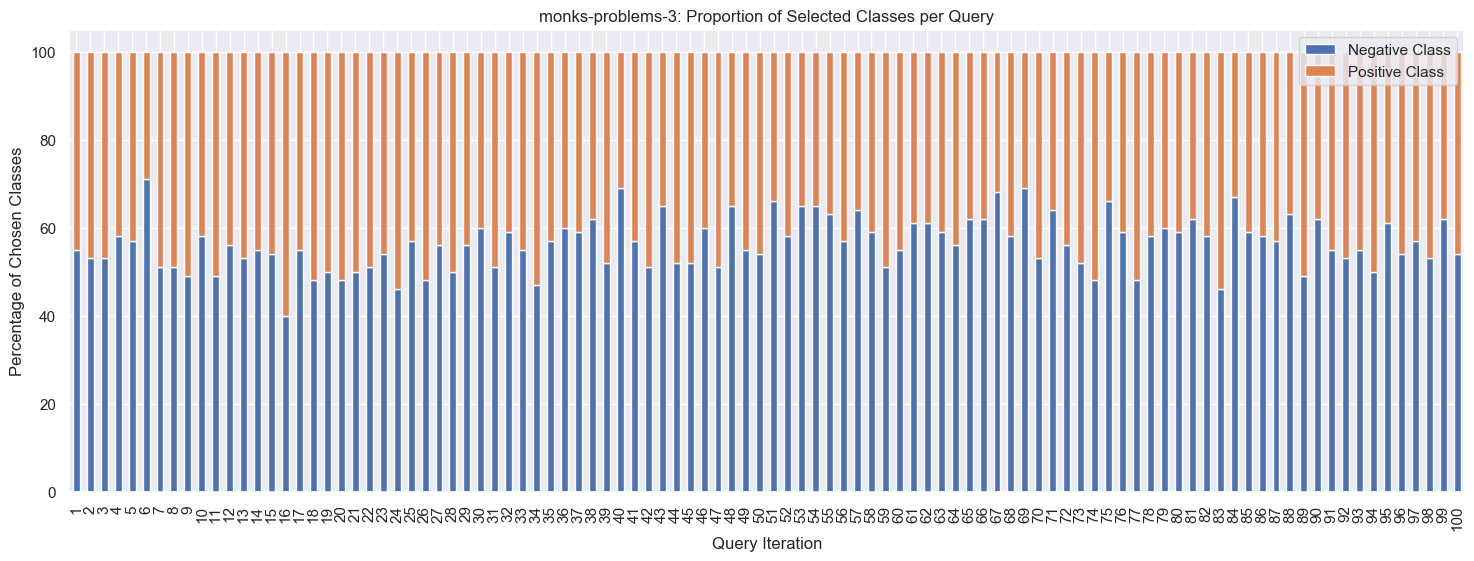 monks-problems-3: Proportion of Selected Classes per Query
Negative Class
Positive Class
Percentage of Chosen Classes
100
80
60
40
20
0
1 2 3 4 5 6 7 8 9 10 11 12 13 14 15 16 17 18 19 20 21 22 23 24 25 26 27 28 29 30 31 32 33 34 35 36 37 38 39 40 41 42 43 44 45 46 47 48 49 50 51 52 53 54 55 56 57 58 59 60 61 62 63 64 65 66 67 68 69 70 71 72 73 74 75 76 77 78 79 80 81 82 83 84 85 86 87 88 89 90 91 92 93 94 95 96 97 98 99 100
Query Iteration